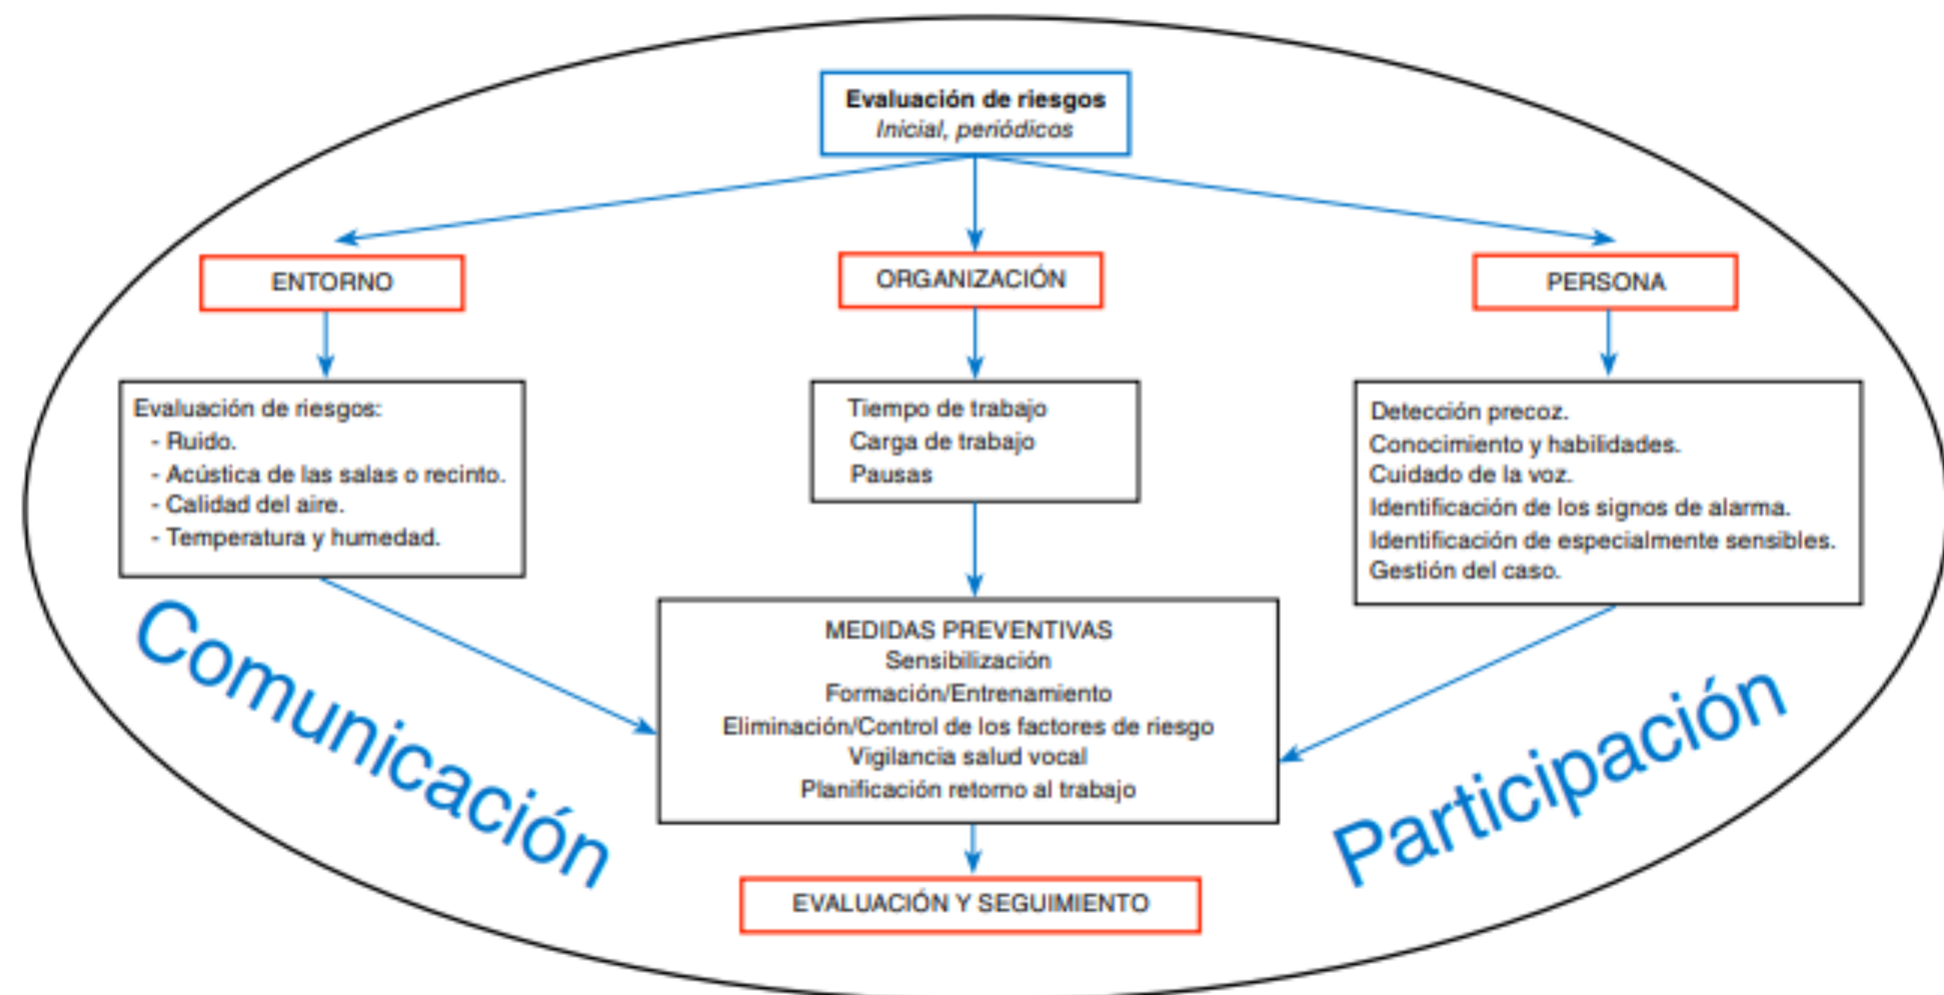 Evaluación de riesgos
Inicial, periódicos
ENTORNO
ORGANIZACIÓN
PERSONA
Evaluación de riesgos:
- Ruido.
- Acústica de las salas o recinto.
- Calidad del aire.
- Temperatura y humedad.
Tiempo de trabajo
Carga de trabajo
Pausas
Detección precoz.
Conocimiento y habilidades.
Cuidado de la voz.
Identificación de los signos de alarma.
Identificación de especialmente sensibles.
Gestión del caso.
Comunicación
MEDIDAS PREVENTIVAS
Sensibilización
Formación/Entrenamiento
Eliminación/Control de los factores de riesgo
Vigilancia salud vocal
Planificación retorno al trabajo
Participación
EVALUACIÓN Y SEGUIMIENTO